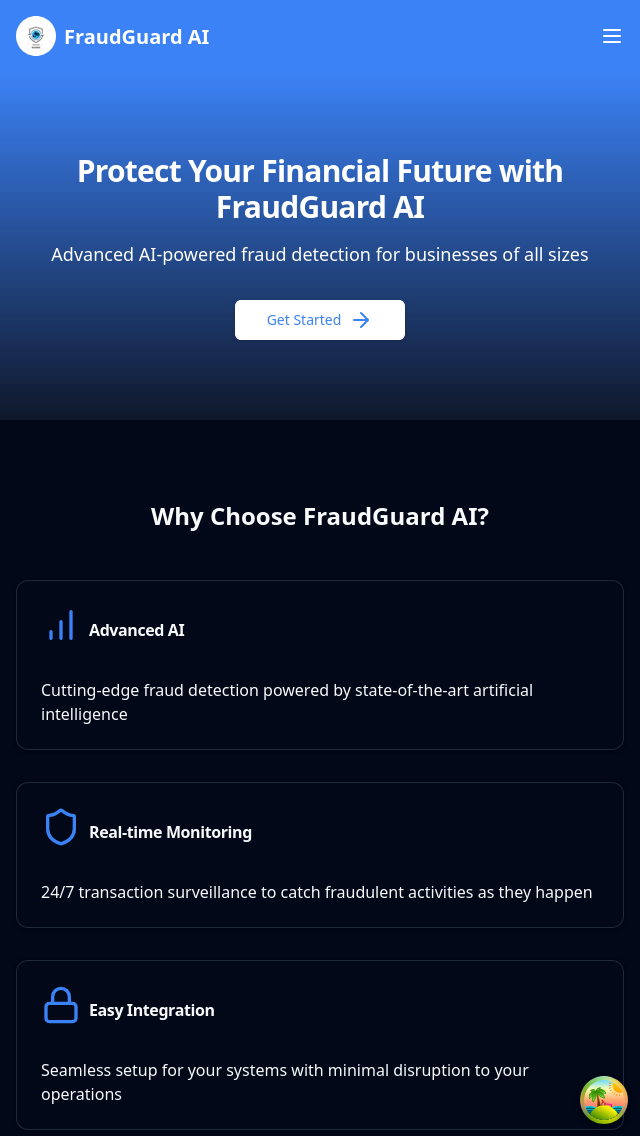 FraudGuard AI
Protect Your Financial Future with
FraudGuard AI
Advanced AI-powered fraud detection for businesses of all sizes
Get Started
Why Choose FraudGuard AI?
Advanced AI
Cutting-edge fraud detection powered by state-of-the-art artificial
intelligence
Real-time Monitoring
24/7 transaction surveillance to catch fraudulent activities as they happen
Easy Integration
Seamless setup for your systems with minimal disruption to your
operations